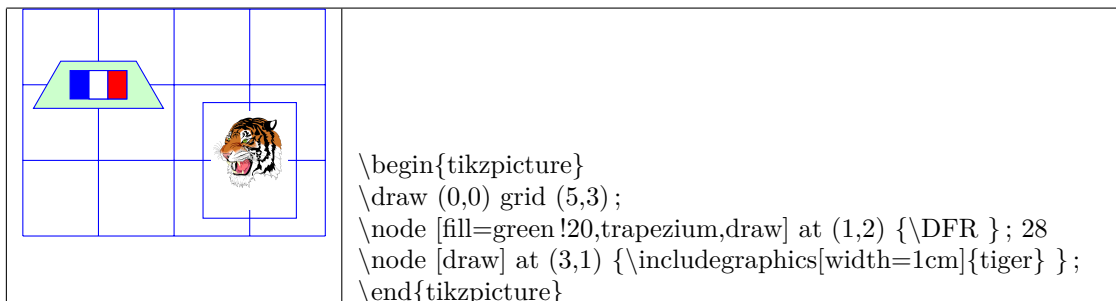 \begin{tikzpicture}
\draw (0,0) grid (5,3) ;
\node [fill=green !20,trapezium,draw] at (1,2) {\DFR } ; 28
\node [draw] at (3,1) {\includegraphics[width=1cm]{tiger} } ;
\end{tikzpicture}